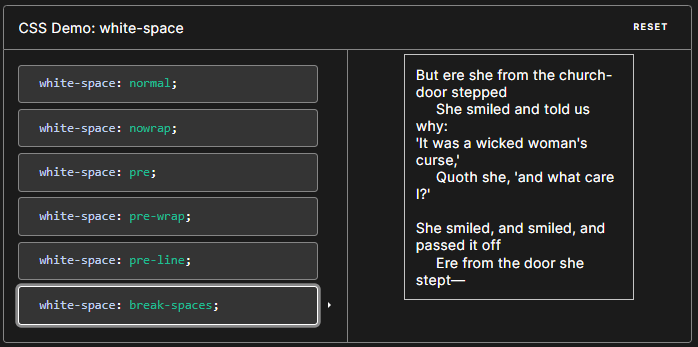 CSS Demo: white-space
RESET
white-space: normal;
white-space: nowrap;
white-space: pre;
white-space: pre-wrap;
white-space: pre-line;
white-space: break-spaces;
But ere she from the church-
door stepped
She smiled and told us
why:
'It was a wicked woman's
curse,'
Quoth she, 'and what care
I?'
She smiled, and smiled, and
passed it off
Ere from the door she
stept—